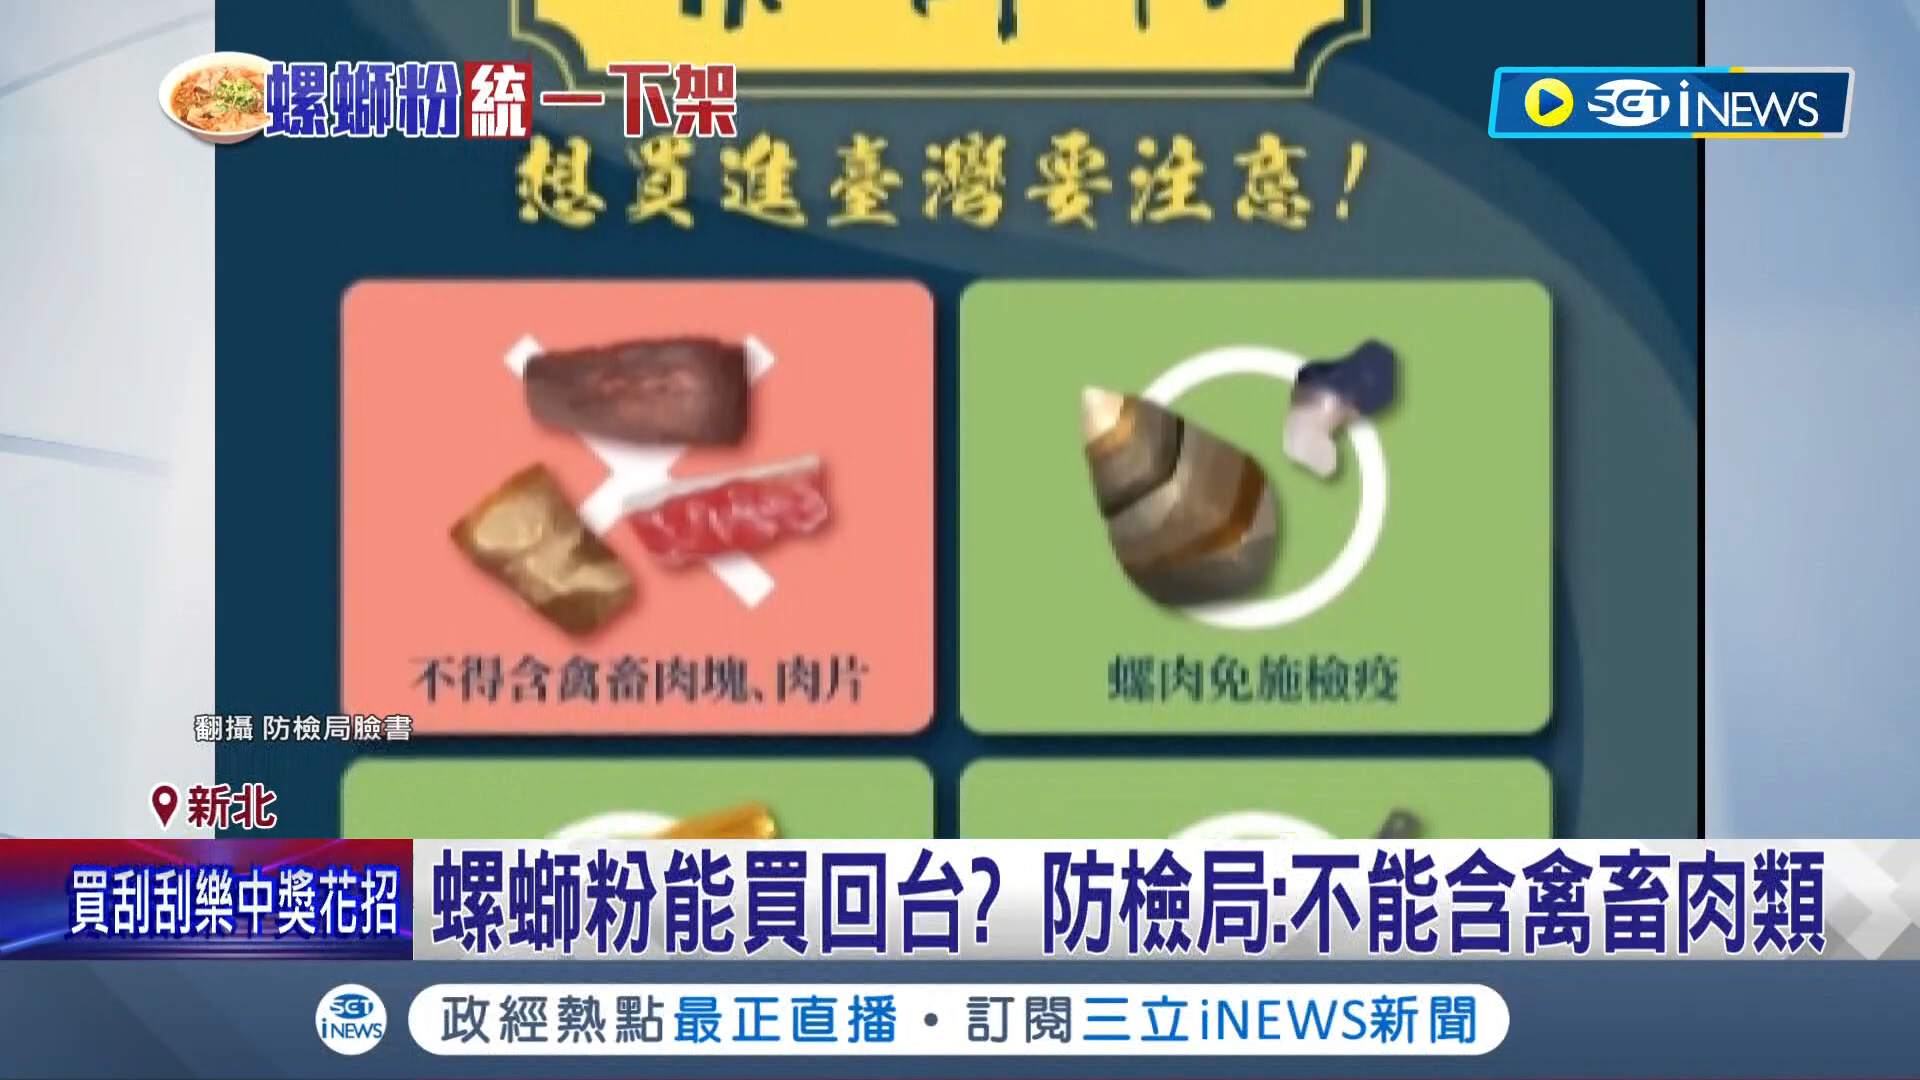 螺螄粉統一下架
SET iNEWS
想買進臺灣要注意!
不得含禽畜肉塊、肉片
螺肉免施檢疫
翻攝 防檢局臉書
新北
買刮刮樂中獎花招
螺螄粉能買回台? 防檢局:不能含禽畜肉類
SET iNEWS
政經熱點最正直播・訂閱三立iNEWS新聞